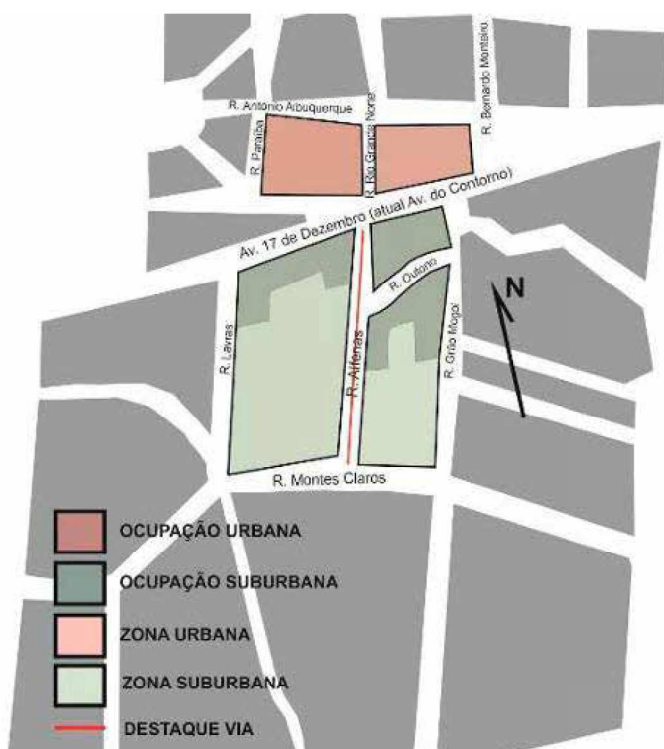 R. Bernardo Monteiro
R. Antônio Albuquerque
R. Paraíba
R. Rio Grande Norte
Av. 17 de Dezembro (atual Av. do Contorno)
R. Outono
R. Lavras
R. Alfenas
R. Grão Mogol
N
R. Montes Claros
OCUPAÇÃO URBANA
OCUPAÇÃO SUBURBANA
ZONA URBANA
ZONA SUBURBANA
DESTAQUE VIA